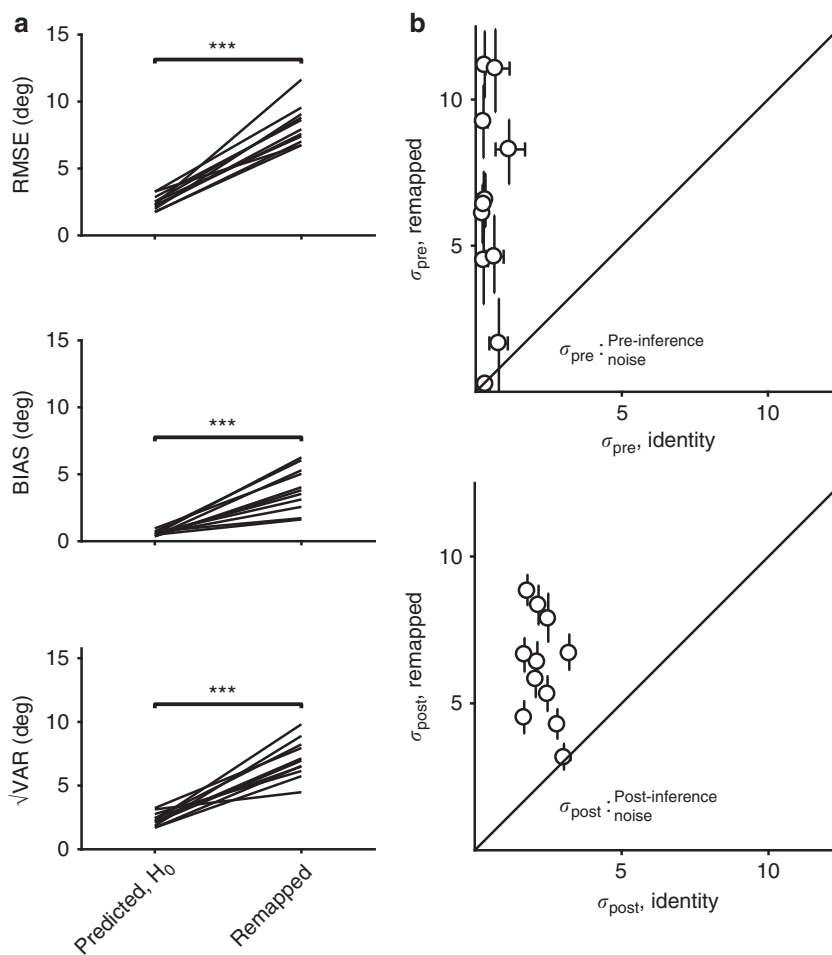 a
15
10
5
0
RMSE (deg)
***
15
10
5
0
BIAS (deg)
***
15
10
5
0
√VAR (deg)
***
Predicted, H0
Remapped
b
10
5
σpre, remapped
σpre : Pre-inference
noise
5
10
σpre, identity
10
5
σpost, remapped
σpost : Post-inference
noise
5
10
σpost, identity